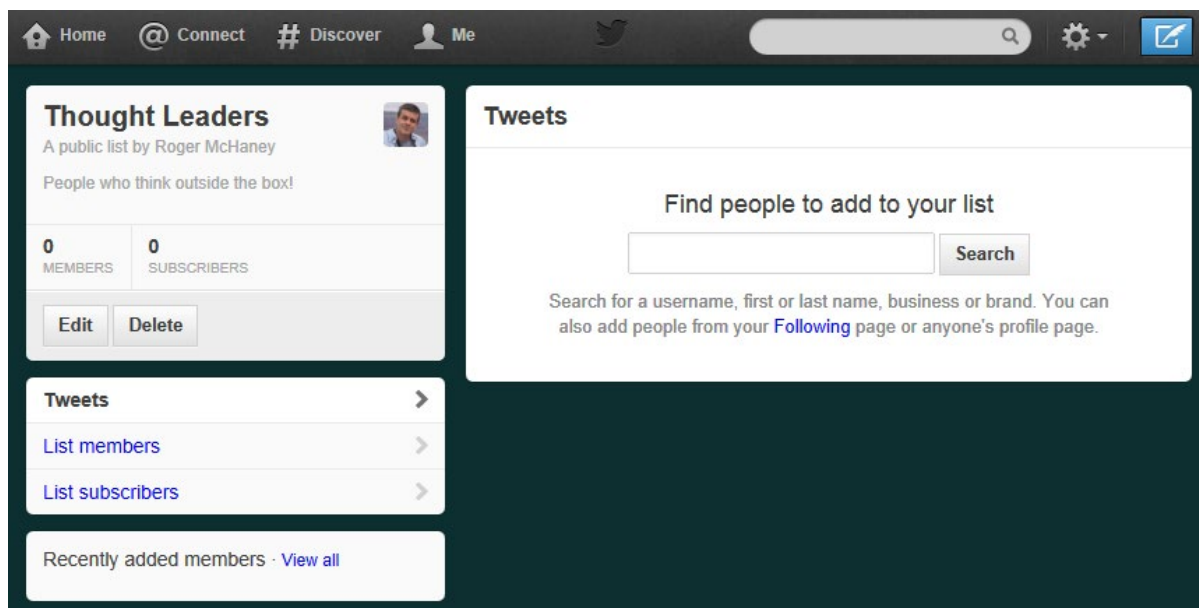 Home @ Connect # Discover Me
Thought Leaders
A public list by Roger McHaney
People who think outside the box!
0 0
MEMBERS SUBSCRIBERS
Edit Delete
Tweets
List members
List subscribers
Recently added members · View all
Tweets
Find people to add to your list
Search
Search for a username, first or last name, business or brand. You can
also add people from your Following page or anyone's profile page.